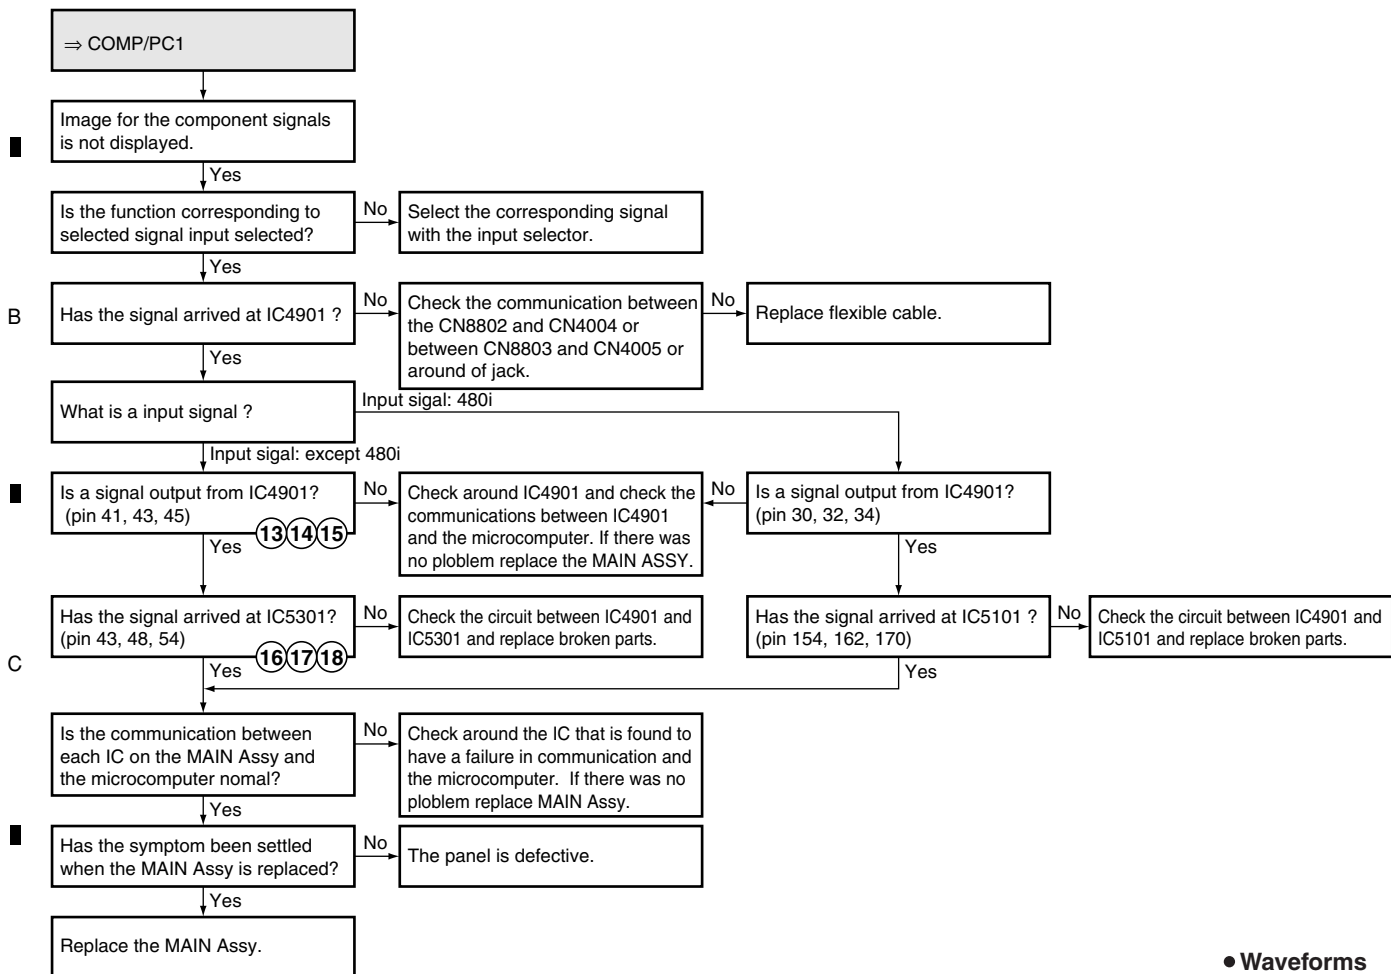 ⇒ COMP/PC1
Image for the component signals
is not displayed.
Yes
Is the function corresponding to
selected signal input selected?
No
Select the corresponding signal
with the input selector.
Yes
B
Has the signal arrived at IC4901 ?
No
Check the communication between
the CN8802 and CN4004 or
between CN8803 and CN4005 or
around of jack.
No
Replace flexible cable.
Yes
What is a input signal ?
Input sigal: 480i
Input sigal: except 480i
Is a signal output from IC4901?
(pin 41, 43, 45)
13 14 15
No
Check around IC4901 and check the
communications between IC4901
and the microcomputer. If there was
no ploblem replace the MAIN ASSY.
No
Is a signal output from IC4901?
(pin 30, 32, 34)
Yes
Yes
Has the signal arrived at IC5301?
(pin 43, 48, 54)
16 17 18
No
Check the circuit between IC4901 and
IC5301 and replace broken parts.
Has the signal arrived at IC5101 ?
(pin 154, 162, 170)
No
Check the circuit between IC4901 and
IC5101 and replace broken parts.
C
Yes
Yes
Is the communication between
each IC on the MAIN Assy and
the microcomputer nomal?
No
Check around the IC that is found to
have a failure in communication and
the microcomputer. If there was no
ploblem replace MAIN Assy.
Yes
Has the symptom been settled
when the MAIN Assy is replaced?
No
The panel is defective.
Yes
Replace the MAIN Assy.
• Waveforms